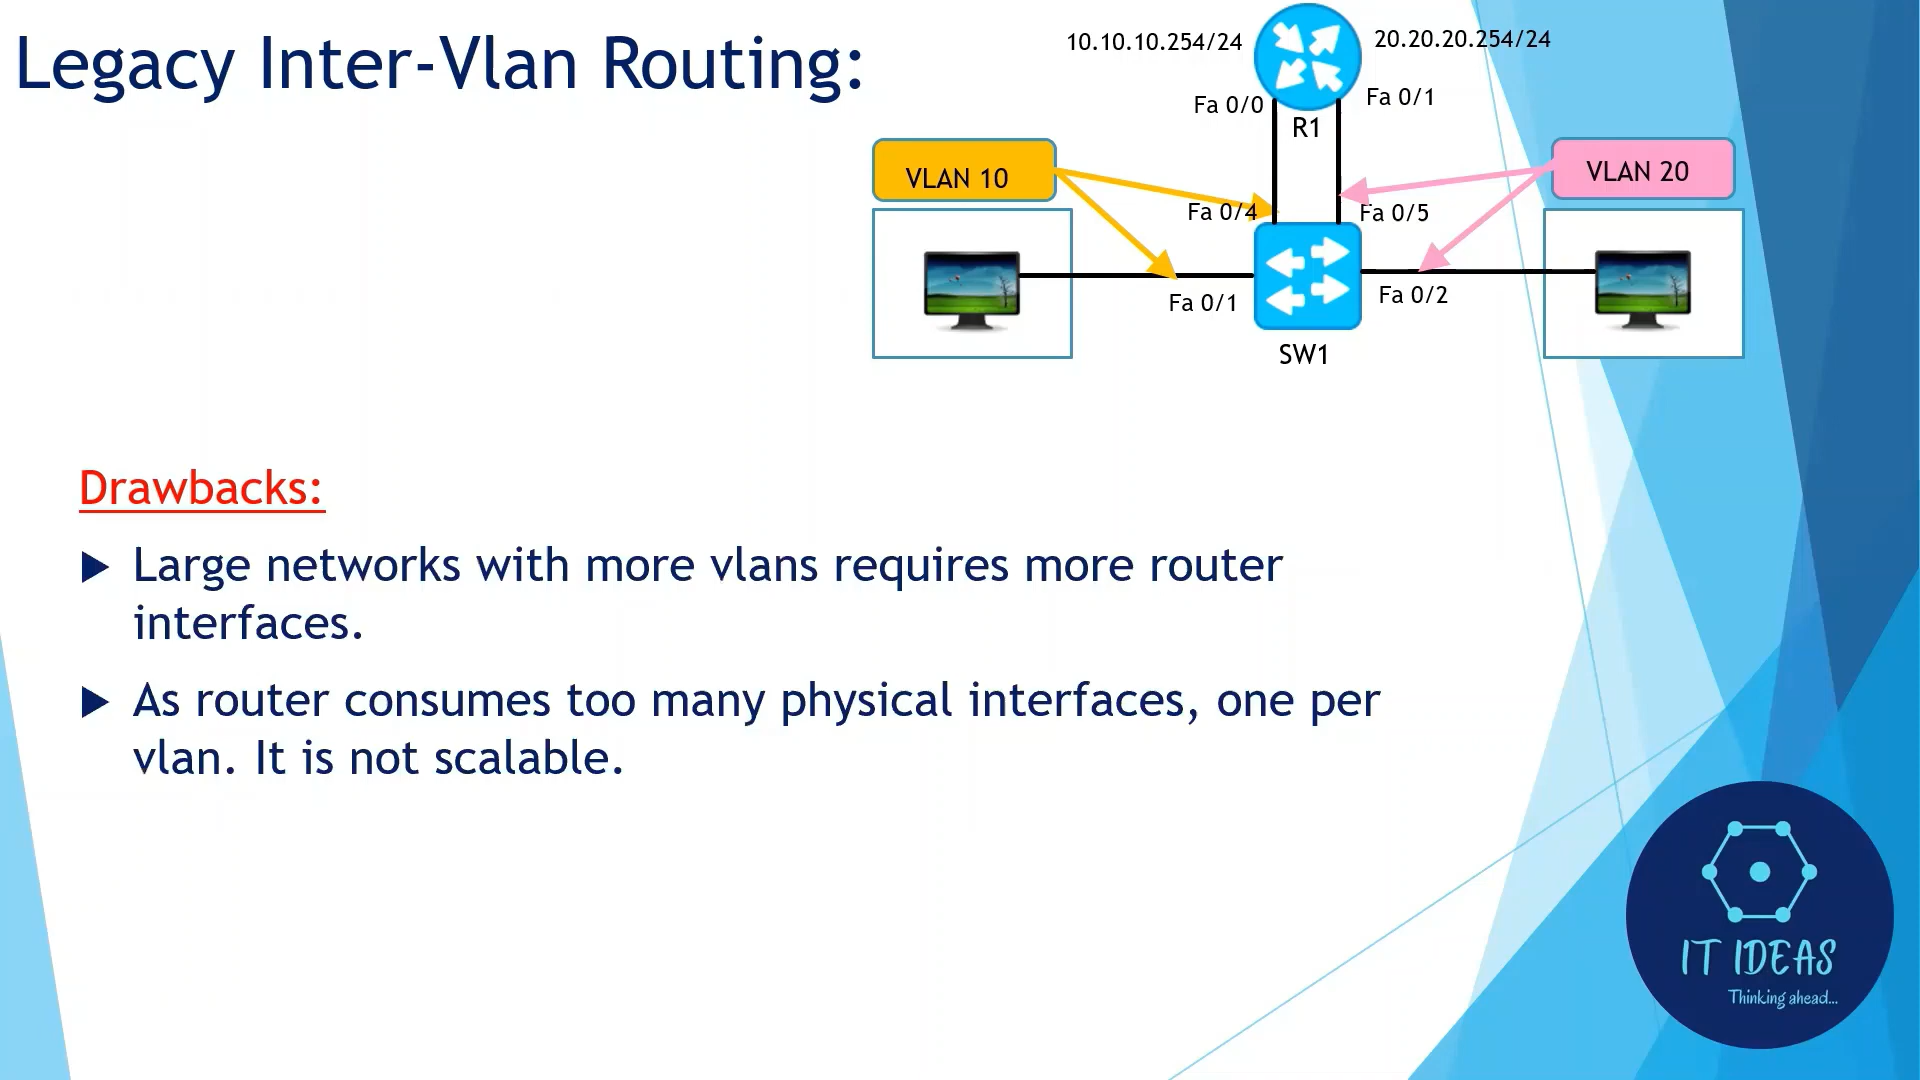 Legacy Inter-Vlan Routing:
10.10.10.254/24
20.20.20.254/24
Fa 0/0
Fa 0/1
R1
VLAN 10
VLAN 20
Fa 0/4
Fa 0/5
Fa 0/1
Fa 0/2
SW1
Drawbacks:
Large networks with more vlans requires more router
interfaces.
As router consumes too many physical interfaces, one per
vlan. It is not scalable.
IT IDEAS
Thinking ahead...